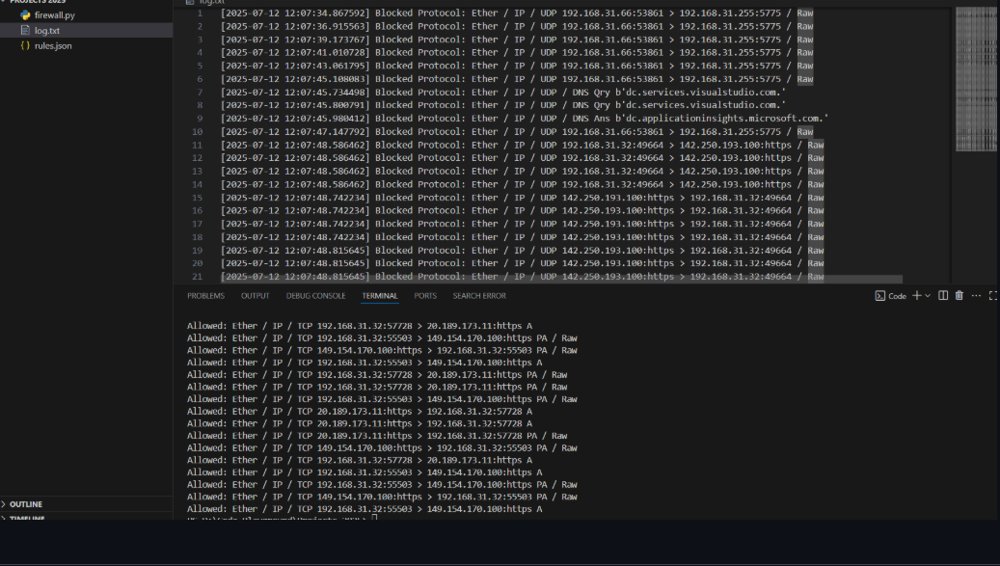 PROJECTS 2025
firewall.py
log.txt
rules.json
log.txt
1 [2025-07-12 12:07:34.867592] Blocked Protocol: Ether / IP / UDP 192.168.31.66:53861 > 192.168.31.255:5775 / Raw
2 [2025-07-12 12:07:36.915563] Blocked Protocol: Ether / IP / UDP 192.168.31.66:53861 > 192.168.31.255:5775 / Raw
3 [2025-07-12 12:07:39.173767] Blocked Protocol: Ether / IP / UDP 192.168.31.66:53861 > 192.168.31.255:5775 / Raw
4 [2025-07-12 12:07:41.010728] Blocked Protocol: Ether / IP / UDP 192.168.31.66:53861 > 192.168.31.255:5775 / Raw
5 [2025-07-12 12:07:43.061795] Blocked Protocol: Ether / IP / UDP 192.168.31.66:53861 > 192.168.31.255:5775 / Raw
6 [2025-07-12 12:07:45.108083] Blocked Protocol: Ether / IP / UDP 192.168.31.66:53861 > 192.168.31.255:5775 / Raw
7 [2025-07-12 12:07:45.734498] Blocked Protocol: Ether / IP / UDP / DNS Qry b'dc.services.visualstudio.com.'
8 [2025-07-12 12:07:45.800791] Blocked Protocol: Ether / IP / UDP / DNS Qry b'dc.services.visualstudio.com.'
9 [2025-07-12 12:07:45.980412] Blocked Protocol: Ether / IP / UDP / DNS Ans b'dc.applicationinsights.microsoft.com.'
10 [2025-07-12 12:07:47.147792] Blocked Protocol: Ether / IP / UDP 192.168.31.66:53861 > 192.168.31.255:5775 / Raw
11 [2025-07-12 12:07:48.586462] Blocked Protocol: Ether / IP / UDP 192.168.31.32:49664 > 142.250.193.100:https / Raw
12 [2025-07-12 12:07:48.586462] Blocked Protocol: Ether / IP / UDP 192.168.31.32:49664 > 142.250.193.100:https / Raw
13 [2025-07-12 12:07:48.586462] Blocked Protocol: Ether / IP / UDP 192.168.31.32:49664 > 142.250.193.100:https / Raw
14 [2025-07-12 12:07:48.586462] Blocked Protocol: Ether / IP / UDP 192.168.31.32:49664 > 142.250.193.100:https / Raw
15 [2025-07-12 12:07:48.742234] Blocked Protocol: Ether / IP / UDP 142.250.193.100:https > 192.168.31.32:49664 / Raw
16 [2025-07-12 12:07:48.742234] Blocked Protocol: Ether / IP / UDP 142.250.193.100:https > 192.168.31.32:49664 / Raw
17 [2025-07-12 12:07:48.742234] Blocked Protocol: Ether / IP / UDP 142.250.193.100:https > 192.168.31.32:49664 / Raw
18 [2025-07-12 12:07:48.742234] Blocked Protocol: Ether / IP / UDP 142.250.193.100:https > 192.168.31.32:49664 / Raw
19 [2025-07-12 12:07:48.815645] Blocked Protocol: Ether / IP / UDP 142.250.193.100:https > 192.168.31.32:49664 / Raw
20 [2025-07-12 12:07:48.815645] Blocked Protocol: Ether / IP / UDP 142.250.193.100:https > 192.168.31.32:49664 / Raw
21 [2025-07-12 12:07:48.815645] Blocked Protocol: Ether / IP / UDP 142.250.193.100:https > 192.168.31.32:49664 / Raw
PROBLEMS OUTPUT DEBUG CONSOLE TERMINAL PORTS SEARCH ERROR Code
Allowed: Ether / IP / TCP 192.168.31.32:57728 > 20.189.173.11:https A
Allowed: Ether / IP / TCP 192.168.31.32:55503 > 149.154.170.100:https PA / Raw
Allowed: Ether / IP / TCP 149.154.170.100:https > 192.168.31.32:55503 PA / Raw
Allowed: Ether / IP / TCP 192.168.31.32:55503 > 149.154.170.100:https A
Allowed: Ether / IP / TCP 192.168.31.32:57728 > 20.189.173.11:https PA / Raw
Allowed: Ether / IP / TCP 192.168.31.32:57728 > 20.189.173.11:https PA / Raw
Allowed: Ether / IP / TCP 192.168.31.32:55503 > 149.154.170.100:https PA / Raw
Allowed: Ether / IP / TCP 20.189.173.11:https > 192.168.31.32:57728 A
Allowed: Ether / IP / TCP 20.189.173.11:https > 192.168.31.32:57728 A
Allowed: Ether / IP / TCP 20.189.173.11:https > 192.168.31.32:57728 PA / Raw
Allowed: Ether / IP / TCP 149.154.170.100:https > 192.168.31.32:55503 PA / Raw
Allowed: Ether / IP / TCP 192.168.31.32:57728 > 20.189.173.11:https A
Allowed: Ether / IP / TCP 192.168.31.32:55503 > 149.154.170.100:https A
Allowed: Ether / IP / TCP 192.168.31.32:55503 > 149.154.170.100:https PA / Raw
Allowed: Ether / IP / TCP 149.154.170.100:https > 192.168.31.32:55503 PA / Raw
Allowed: Ether / IP / TCP 192.168.31.32:55503 > 149.154.170.100:https A
OUTLINE
TIMELINE